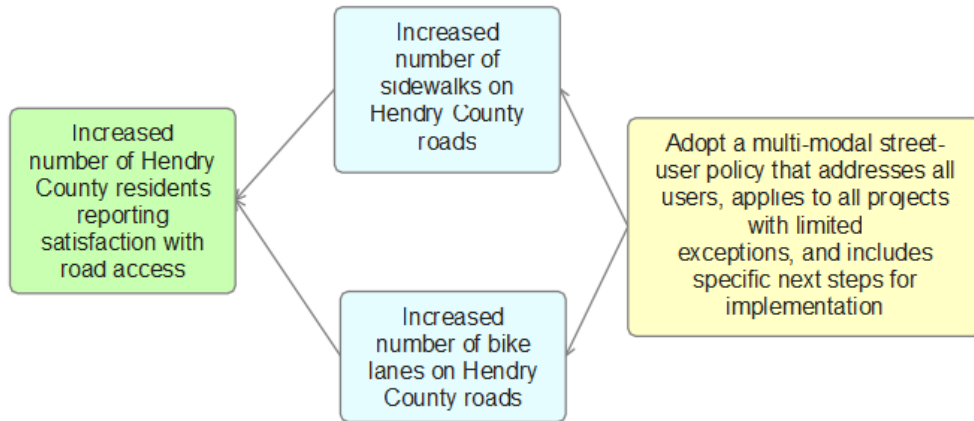 Increased
number of Hendry
County residents
reporting
satisfaction with
road access
Increased
number of
sidewalks on
Hendry County
roads
Increased
number of bike
lanes on Hendry
County roads
Adopt a multi-modal street-
user policy that addresses all
users, applies to all projects
with limited
exceptions, and includes
specific next steps for
implementation